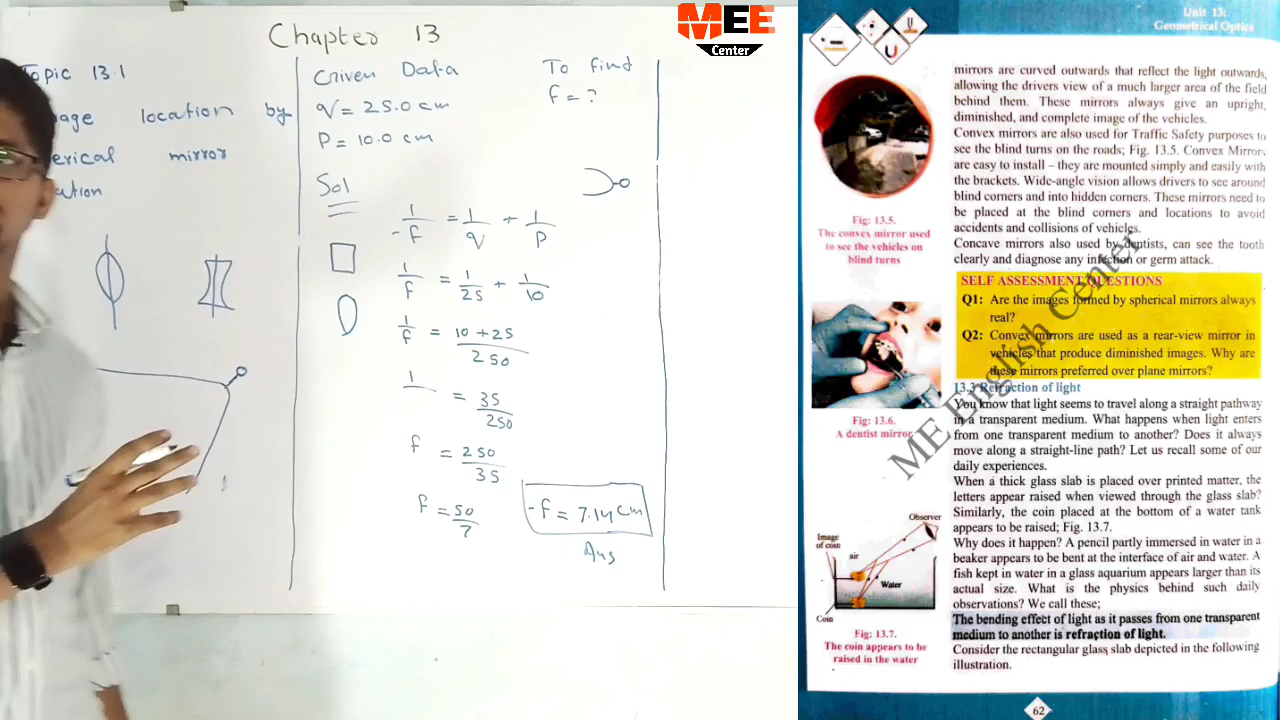 Chapter 13
Topic 13.1
Image location by
Spherical mirror
Given Data
q = 25.0 cm
P = 10.0 cm
Sol
1/-f = 1/q + 1/P
1/f = 1/25 + 1/10
1/f = 10+25/250
1/ = 35/250
f = 250/35
f = 50/7
To find
f = ?
-f = 7.14 cm
Ans
MEE
Center
Unit 13:
Geometrical Optics
mirrors are curved outwards that reflect the light outwards,
allowing the drivers view of a much larger area of the field
behind them. These mirrors always give an upright,
diminished, and complete image of the vehicles.
Convex mirrors are also used for Traffic Safety purposes to
see the blind turns on the roads; Fig. 13.5. Convex Mirrors
are easy to install – they are mounted simply and easily with
the brackets. Wide-angle vision allows drivers to see around
blind corners and into hidden corners. These mirrors need to
be placed at the blind corners and locations to avoid
accidents and collisions of vehicles.
Concave mirrors also used by dentists, can see the tooth
clearly and diagnose any infection or germ attack.
Fig: 13.5.
The convex mirror used
to see the vehicles on
blind turns
SELF ASSESSMENT QUESTIONS
Q1: Are the images formed by spherical mirrors always
real?
Q2: Convex mirrors are used as a rear-view mirror in
vehicles that produce diminished images. Why are
these mirrors preferred over plane mirrors?
Fig: 13.6.
A dentist mirror
13.3 Refraction of light
You know that light seems to travel along a straight pathway
in a transparent medium. What happens when light enters
from one transparent medium to another? Does it always
move along a straight-line path? Let us recall some of our
daily experiences.
When a thick glass slab is placed over printed matter, the
letters appear raised when viewed through the glass slab?
Similarly, the coin placed at the bottom of a water tank
appears to be raised; Fig. 13.7.
Why does it happen? A pencil partly immersed in water in a
beaker appears to be bent at the interface of air and water. A
fish kept in water in a glass aquarium appears larger than its
actual size. What is the physics behind such daily
observations? We call these;
The bending effect of light as it passes from one transparent
medium to another is refraction of light.
Consider the rectangular glass slab depicted in the following
illustration.
Observer
Image
of coin
air
Water
Coin
Fig: 13.7.
The coin appears to be
raised in the water
ME English Center
62